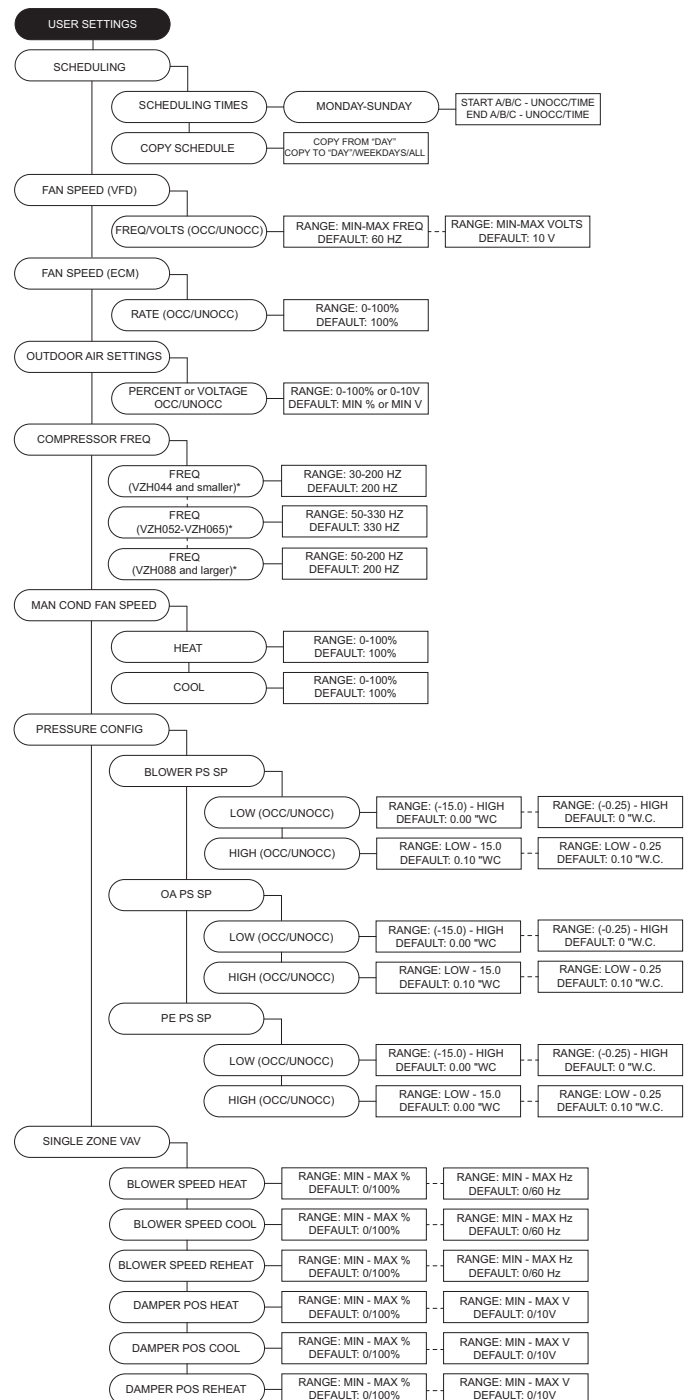 USER SETTINGS
SCHEDULING
SCHEDULING TIMES
MONDAY-SUNDAY
START A/B/C - UNOCC/TIME
END A/B/C - UNOCC/TIME
COPY SCHEDULE
COPY FROM “DAY”
COPY TO “DAY”/WEEKDAYS/ALL
FAN SPEED (VFD)
FREQ/VOLTS (OCC/UNOCC)
RANGE: MIN-MAX FREQ
DEFAULT: 60 HZ
RANGE: MIN-MAX VOLTS
DEFAULT: 10 V
FAN SPEED (ECM)
RATE (OCC/UNOCC)
RANGE: 0-100%
DEFAULT: 100%
OUTDOOR AIR SETTINGS
PERCENT or VOLTAGE
OCC/UNOCC
RANGE: 0-100% or 0-10V
DEFAULT: MIN % or MIN V
COMPRESSOR FREQ
FREQ
(VZH044 and smaller)*
RANGE: 30-200 HZ
DEFAULT: 200 HZ
FREQ
(VZH052-VZH065)*
RANGE: 50-330 HZ
DEFAULT: 330 HZ
FREQ
(VZH088 and larger)*
RANGE: 50-200 HZ
DEFAULT: 200 HZ
MAN COND FAN SPEED
HEAT
RANGE: 0-100%
DEFAULT: 100%
COOL
RANGE: 0-100%
DEFAULT: 100%
PRESSURE CONFIG
BLOWER PS SP
LOW (OCC/UNOCC)
RANGE: (-15.0) - HIGH
DEFAULT: 0.00 "WC
RANGE: (-0.25) - HIGH
DEFAULT: 0 "W.C.
HIGH (OCC/UNOCC)
RANGE: LOW - 15.0
DEFAULT: 0.10 "WC
RANGE: LOW - 0.25
DEFAULT: 0.10 "W.C.
OA PS SP
LOW (OCC/UNOCC)
RANGE: (-15.0) - HIGH
DEFAULT: 0.00 "WC
RANGE: (-0.25) - HIGH
DEFAULT: 0 "W.C.
HIGH (OCC/UNOCC)
RANGE: LOW - 15.0
DEFAULT: 0.10 "WC
RANGE: LOW - 0.25
DEFAULT: 0.10 "W.C.
PE PS SP
LOW (OCC/UNOCC)
RANGE: (-15.0) - HIGH
DEFAULT: 0.00 "WC
RANGE: (-0.25) - HIGH
DEFAULT: 0 "W.C.
HIGH (OCC/UNOCC)
RANGE: LOW - 15.0
DEFAULT: 0.00 "WC
RANGE: LOW - 0.25
DEFAULT: 0.10 "W.C.
SINGLE ZONE VAV
BLOWER SPEED HEAT
RANGE: MIN - MAX %
DEFAULT: 0/100%
RANGE: MIN - MAX Hz
DEFAULT: 0/60 Hz
BLOWER SPEED COOL
RANGE: MIN - MAX %
DEFAULT: 0/100%
RANGE: MIN - MAX Hz
DEFAULT: 0/60 Hz
BLOWER SPEED REHEAT
RANGE: MIN - MAX %
DEFAULT: 0/100%
RANGE: MIN - MAX Hz
DEFAULT: 0/60 Hz
DAMPER POS HEAT
RANGE: MIN - MAX %
DEFAULT: 0/100%
RANGE: MIN - MAX V
DEFAULT: 0/10V
DAMPER POS COOL
RANGE: MIN - MAX %
DEFAULT: 0/100%
RANGE: MIN - MAX V
DEFAULT: 0/10V
DAMPER POS REHEAT
RANGE: MIN - MAX %
DEFAULT: 0/100%
RANGE: MIN - MAX V
DEFAULT: 0/10V